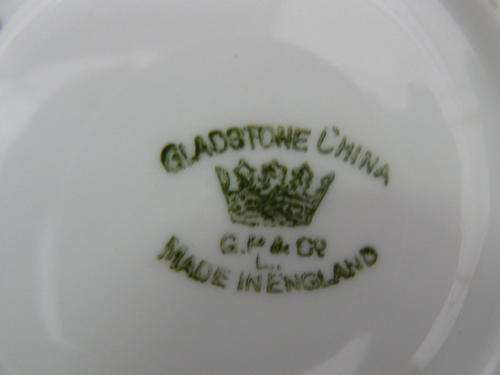 GLADSTONE CHINA
G.P. & CO
L.
MADE IN ENGLAND